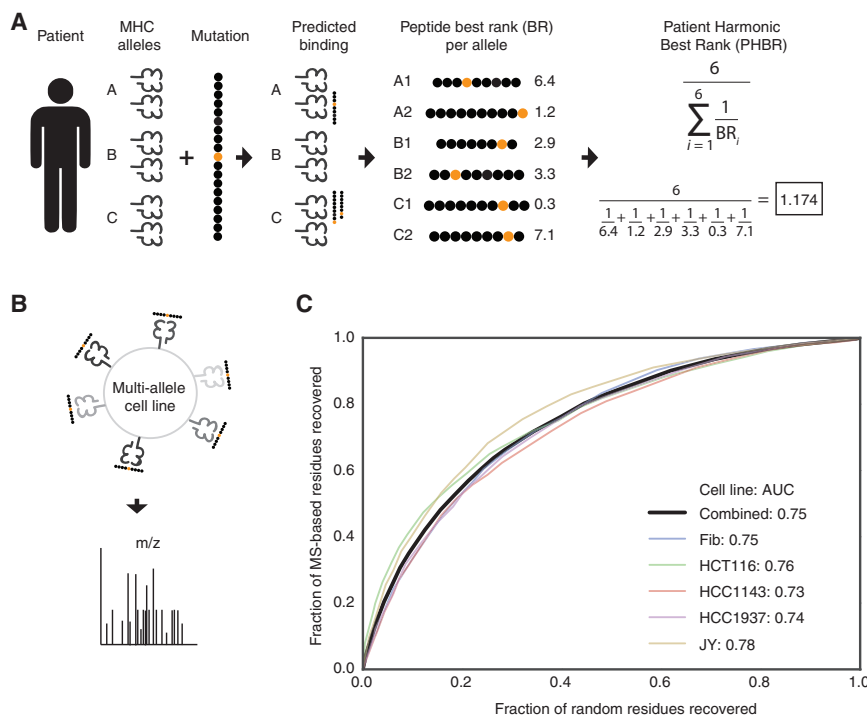 A
Patient
MHC
alleles
Mutation
Predicted
binding
Peptide best rank (BR)
per allele
Patient Harmonic
Best Rank (PHBR)
A
B
C
+
A
B
C
A1 6.4
A2 1.2
B1 2.9
B2 3.3
C1 0.3
C2 7.1
6
6
∑ 1
i = 1 BRi
6
1 + 1 + 1 + 1 + 1 + 1 = 1.174
6.4 1.2 2.9 3.3 0.3 7.1
B
Multi-allele
cell line
m/z
C
Fraction of MS-based residues recovered
1.0
0.8
0.6
0.4
0.2
0.0
0.0 0.2 0.4 0.6 0.8 1.0
Fraction of random residues recovered
Cell line: AUC
Combined: 0.75
Fib: 0.75
HCT116: 0.76
HCC1143: 0.73
HCC1937: 0.74
JY: 0.78